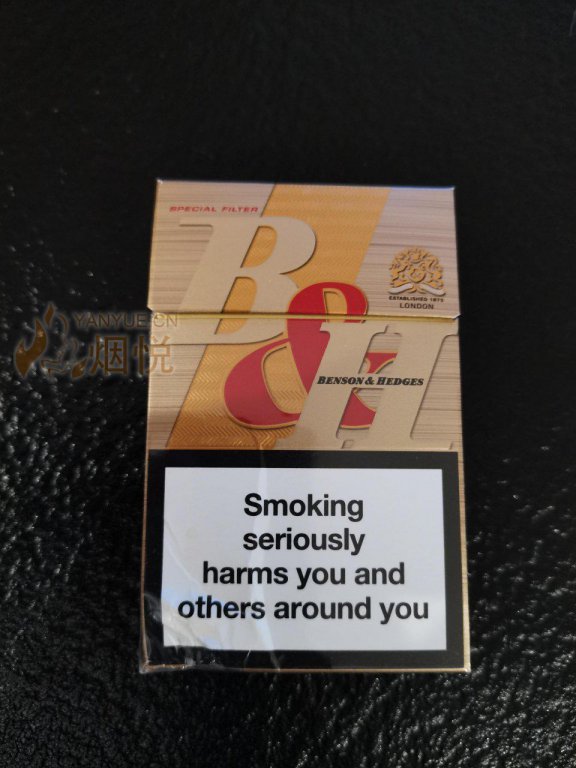 SPECIAL FILTER
B&H
ESTABLISHED 1873
LONDON
YANYUE.CN
烟悦
BENSON & HEDGES
Smoking
seriously
harms you and
others around you